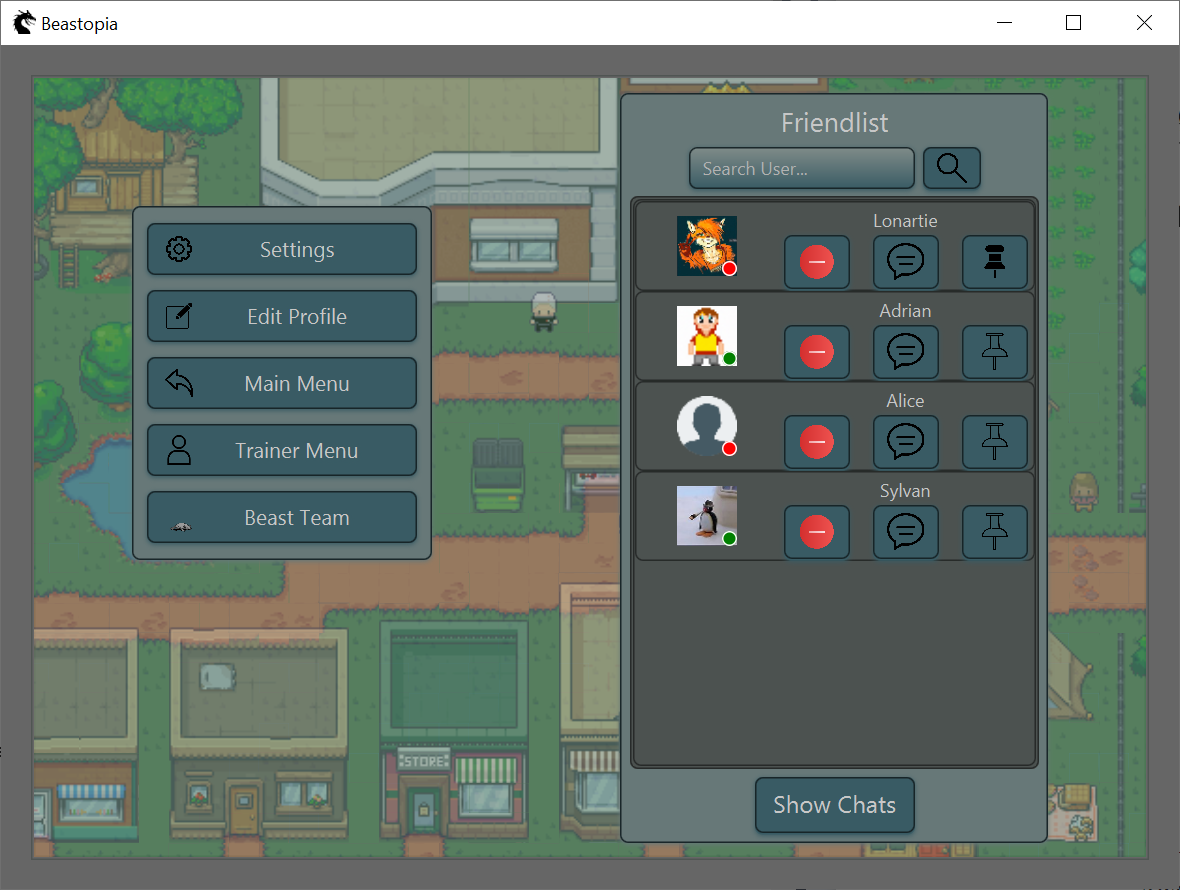 Beastopia
Settings
Edit Profile
Main Menu
Trainer Menu
Beast Team
STORE
Friendlist
Search User...
Lonartie
Adrian
Alice
Sylvan
Show Chats